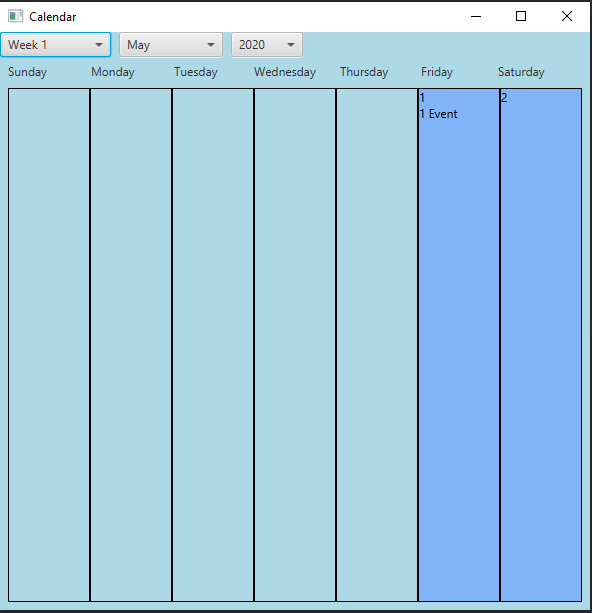 Calendar
Week 1 May 2020
Sunday Monday Tuesday Wednesday Thursday Friday Saturday
1 2
1 Event